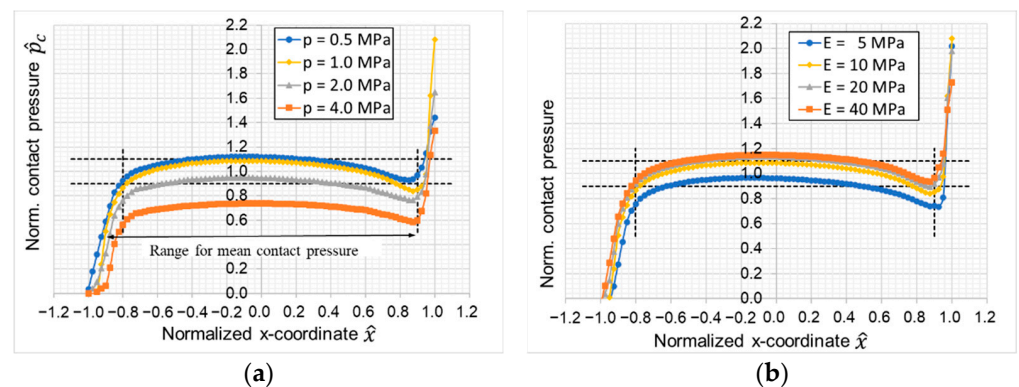 Norm. contact pressure p̂c
2.2
2.0
1.8
1.6
1.4
1.2
1.0
0.8
0.6
0.4
0.2
0.0
p = 0.5 MPa
p = 1.0 MPa
p = 2.0 MPa
p = 4.0 MPa
Range for mean contact pressure
−1.2 −1.0 −0.8 −0.6 −0.4 −0.2 0.0 0.2 0.4 0.6 0.8 1.0 1.2
Normalized x-coordinate x̂
(a)
Norm. contact pressure
2.2
2.0
1.8
1.6
1.4
1.2
1.0
0.8
0.6
0.4
0.2
0.0
E = 5 MPa
E = 10 MPa
E = 20 MPa
E = 40 MPa
−1.2 −1.0 −0.8 −0.6 −0.4 −0.2 0.0 0.2 0.4 0.6 0.8 1.0 1.2
Normalized x-coordinate x̂
(b)